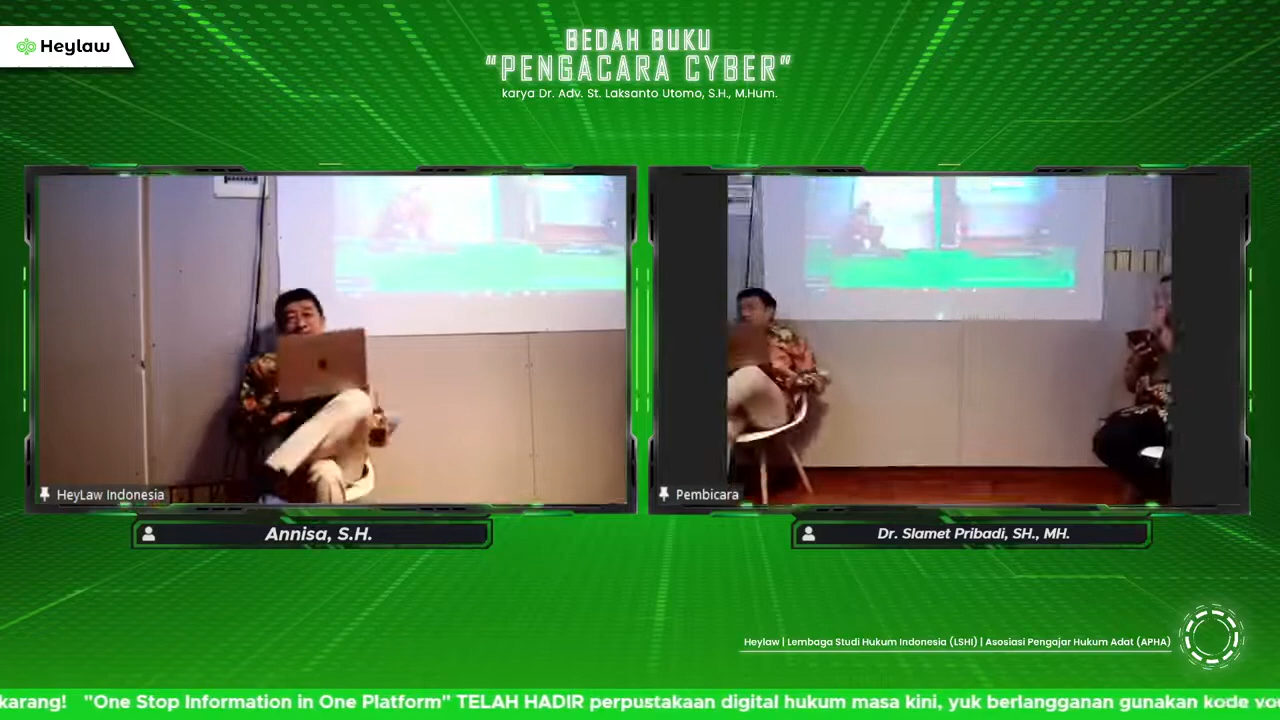 Heylaw
BEDAH BUKU
"PENGACARA CYBER"
karya Dr. Adv. St. Laksanto Utomo, S.H., M.Hum.
HeyLaw Indonesia
Pembicara
Annisa, S.H.
Dr. Slamet Pribadi, SH., MH.
Heylaw | Lembaga Studi Hukum Indonesia (LSHI) | Asosiasi Pengajar Hukum Adat (APHA)
karang! "One Stop Information in One Platform" TELAH HADIR perpustakaan digital hukum masa kini, yuk berlangganan gunakan kode